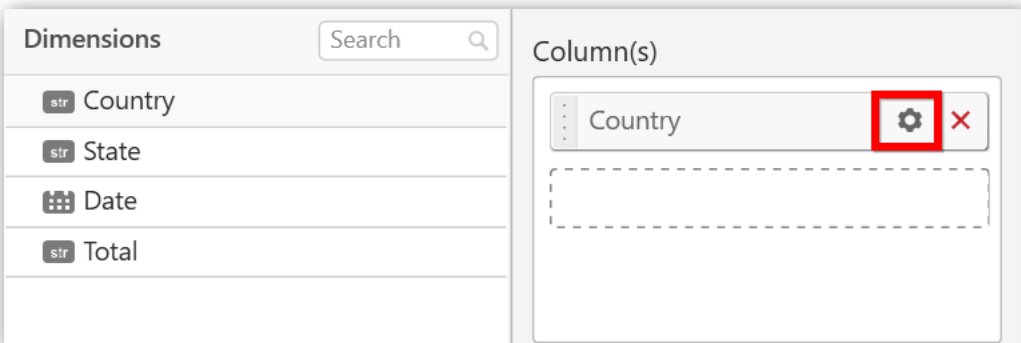 Dimensions
Search
str Country
str State
Date
str Total
Column(s)
Country